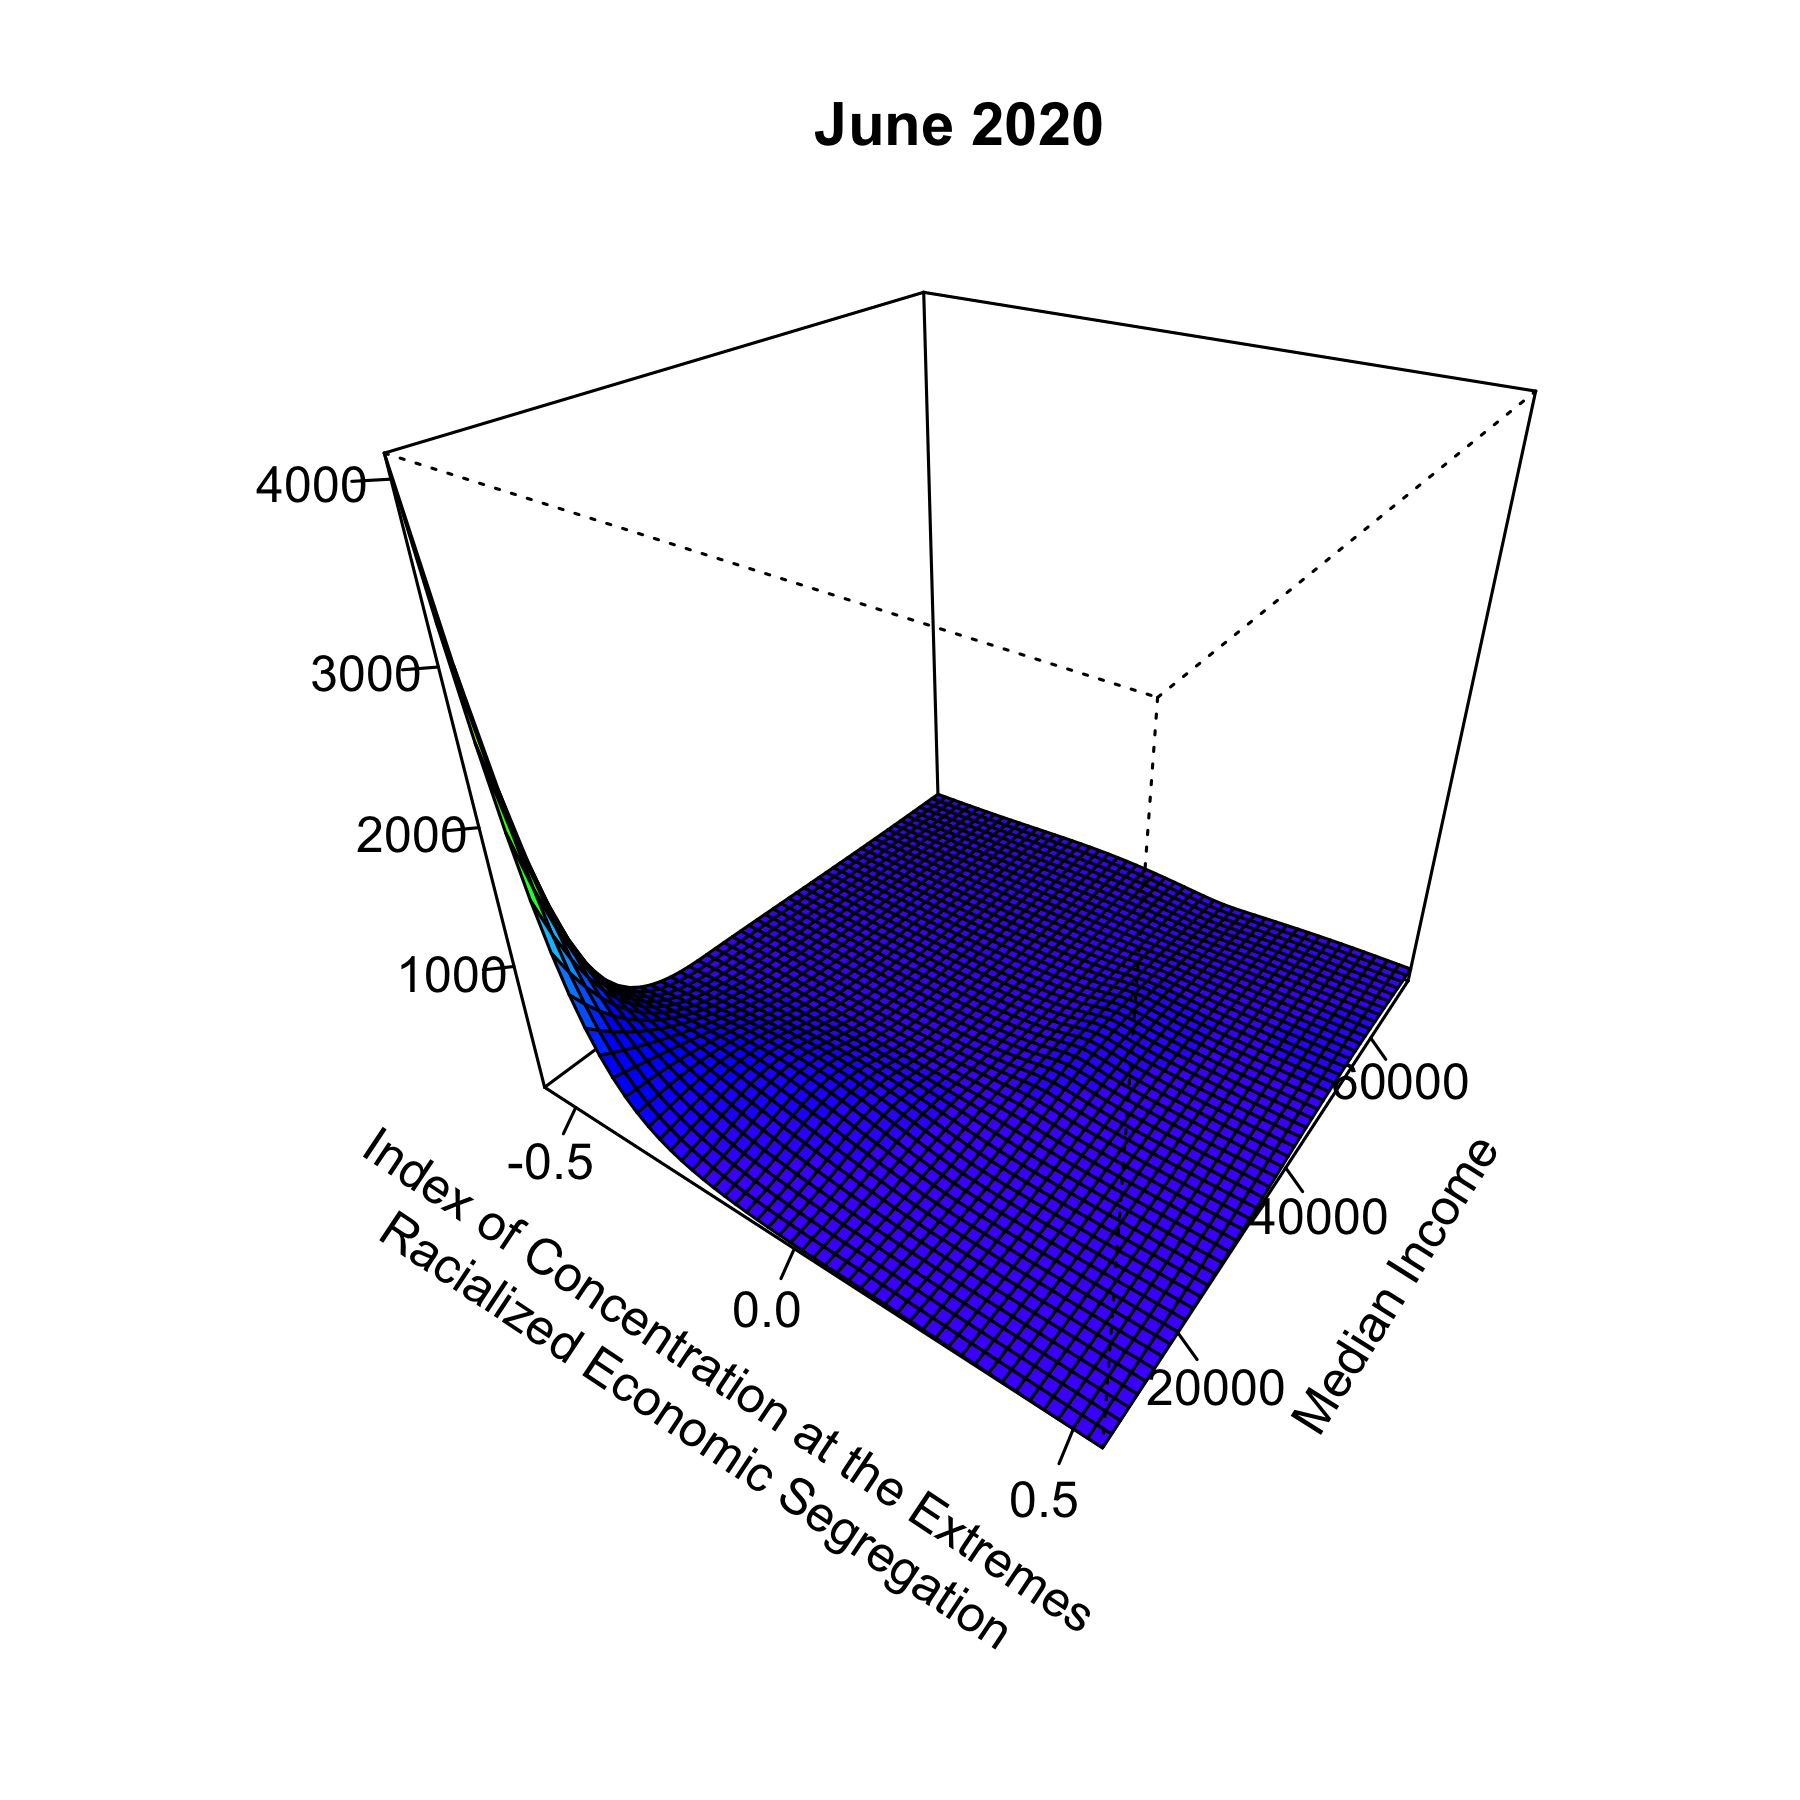 June 2020
4000
3000
2000
1000
-0.5
0.0
0.5
Index of Concentration at the Extremes
Racialized Economic Segregation
20000
40000
60000
Median Income